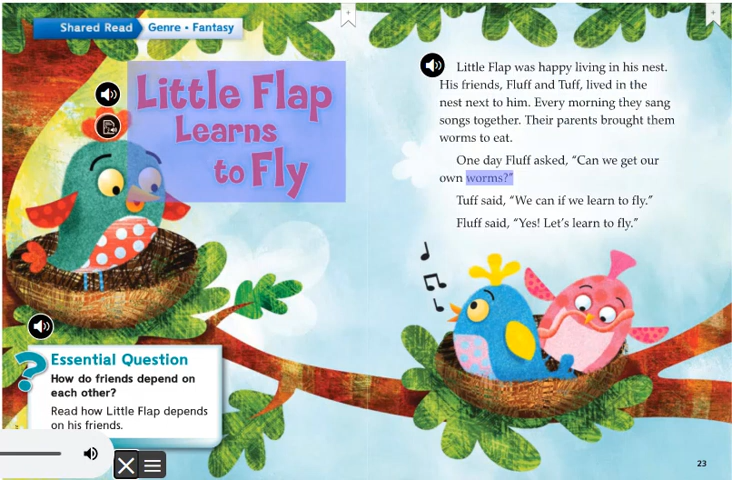 Shared Read Genre • Fantasy
Little Flap
Learns
to Fly
Essential Question
How do friends depend on
each other?
Read how Little Flap depends
on his friends.
Little Flap was happy living in his nest.
His friends, Fluff and Tuff, lived in the
nest next to him. Every morning they sang
songs together. Their parents brought them
worms to eat.
One day Fluff asked, “Can we get our
own worms?”
Tuff said, “We can if we learn to fly.”
Fluff said, “Yes! Let’s learn to fly.”
23